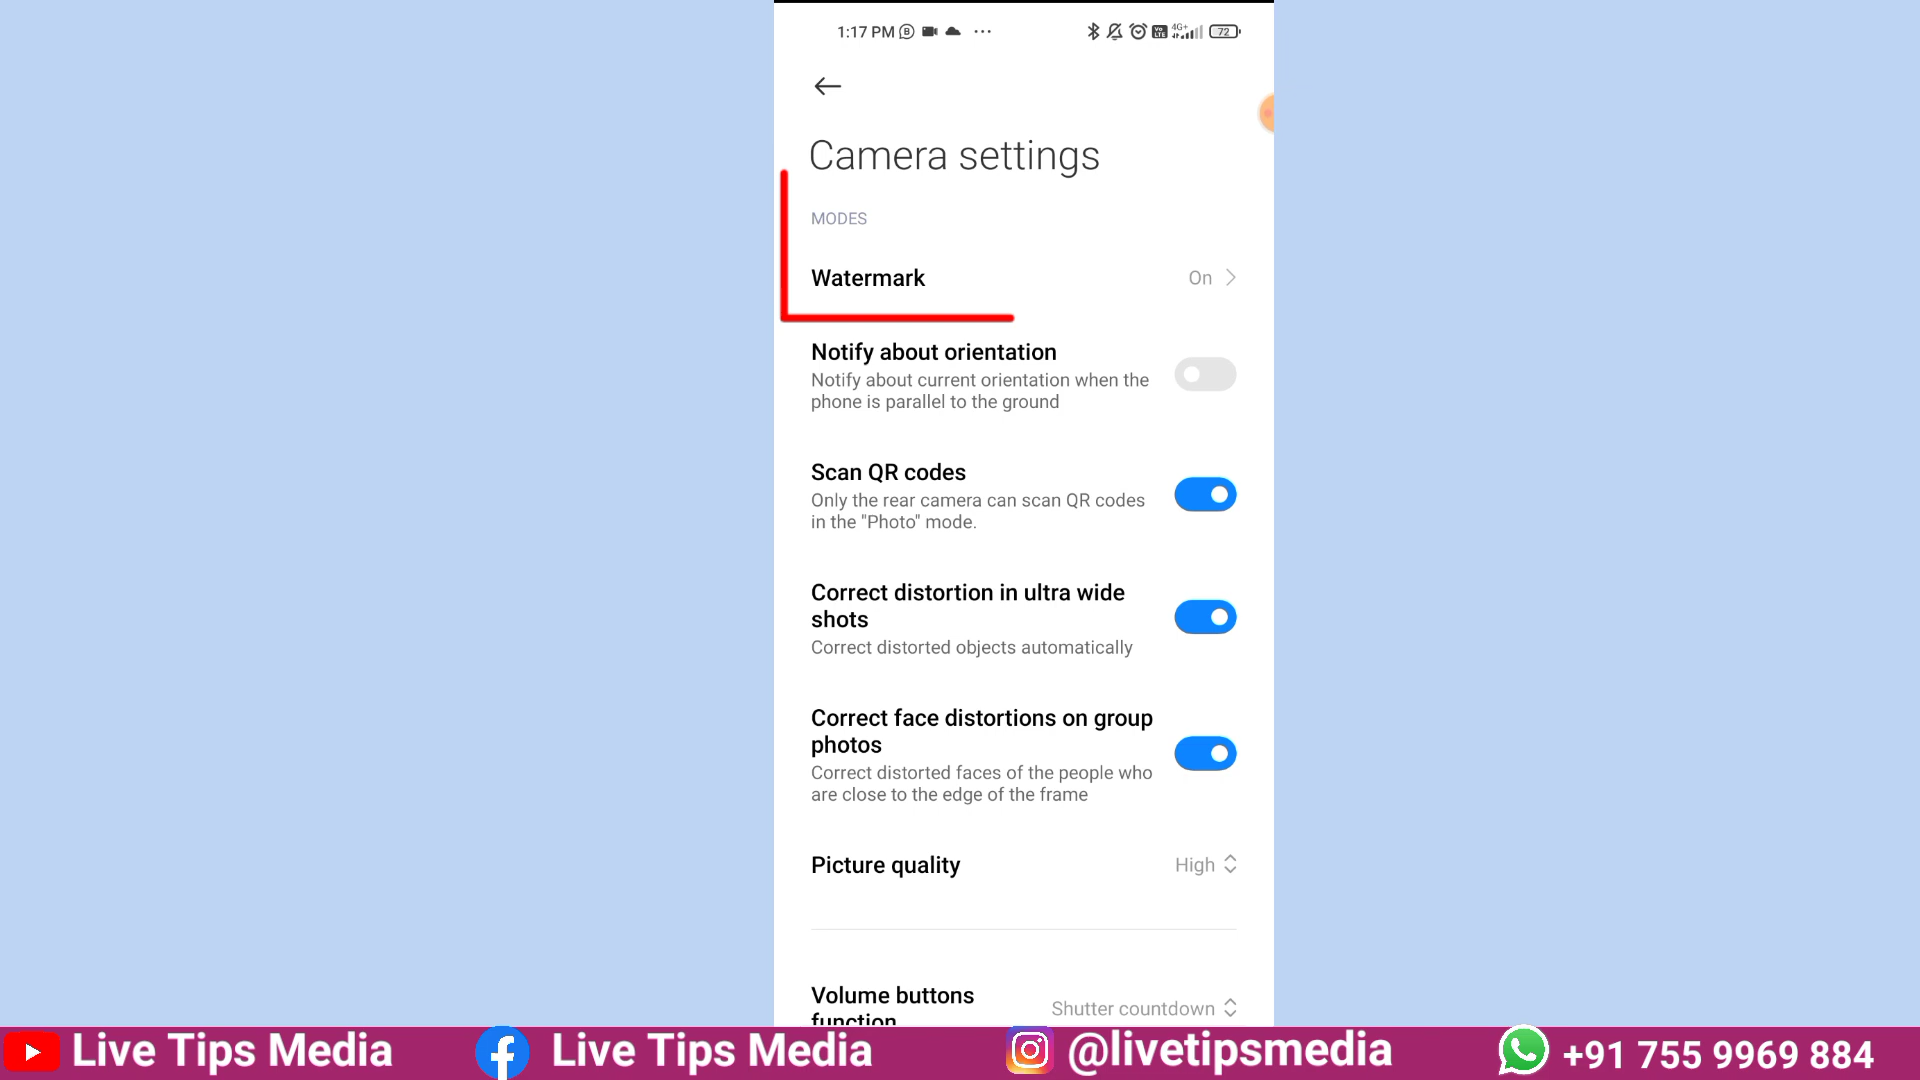 1:17 PM
4G+
Vo
LTE
72
Camera settings
MODES
Watermark
On
Notify about orientation
Notify about current orientation when the
phone is parallel to the ground
Scan QR codes
Only the rear camera can scan QR codes
in the "Photo" mode.
Correct distortion in ultra wide
shots
Correct distorted objects automatically
Correct face distortions on group
photos
Correct distorted faces of the people who
are close to the edge of the frame
Picture quality
High
Volume buttons
function
Shutter countdown
Live Tips Media
Live Tips Media
@livetipsmedia
+91 755 9969 884